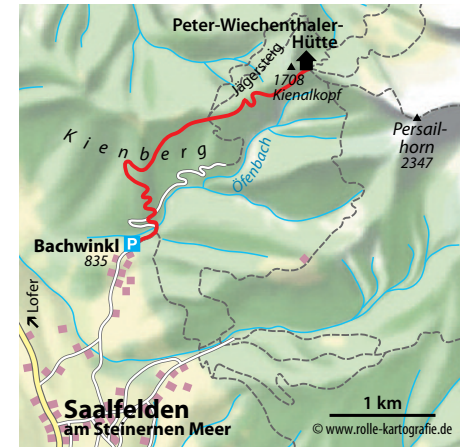 Peter-Wiechenthaler-
Hütte
Jägersteig
1708
Kienalkopf
Persail-
horn
2347
Kienberg
Öfenbach
Bachwinkl P
835
Lofer
Saalfelden
am Steinernen Meer
1 km
© www.rolle-kartografie.de